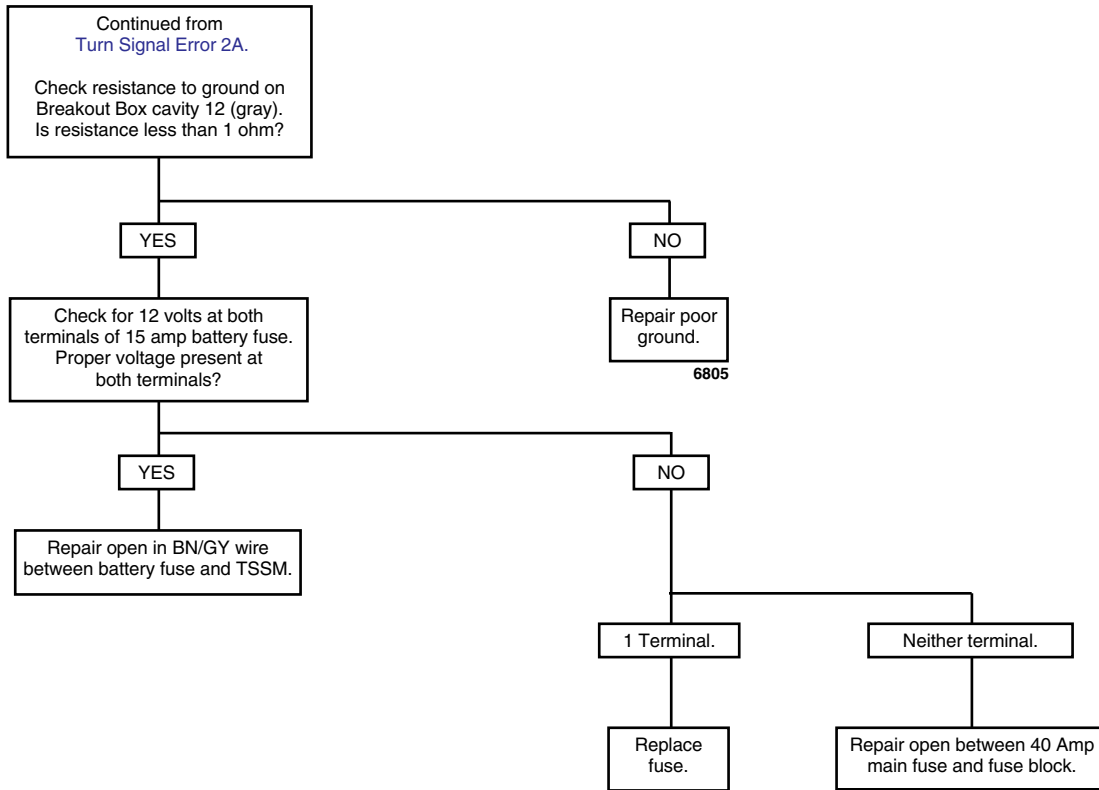 Continued from
Turn Signal Error 2A.
Check resistance to ground on
Breakout Box cavity 12 (gray).
Is resistance less than 1 ohm?
YES
NO
Check for 12 volts at both
terminals of 15 amp battery fuse.
Proper voltage present at
both terminals?
Repair poor
ground.
6805
YES
NO
Repair open in BN/GY wire
between battery fuse and TSSM.
1 Terminal.
Neither terminal.
Replace
fuse.
Repair open between 40 Amp
main fuse and fuse block.